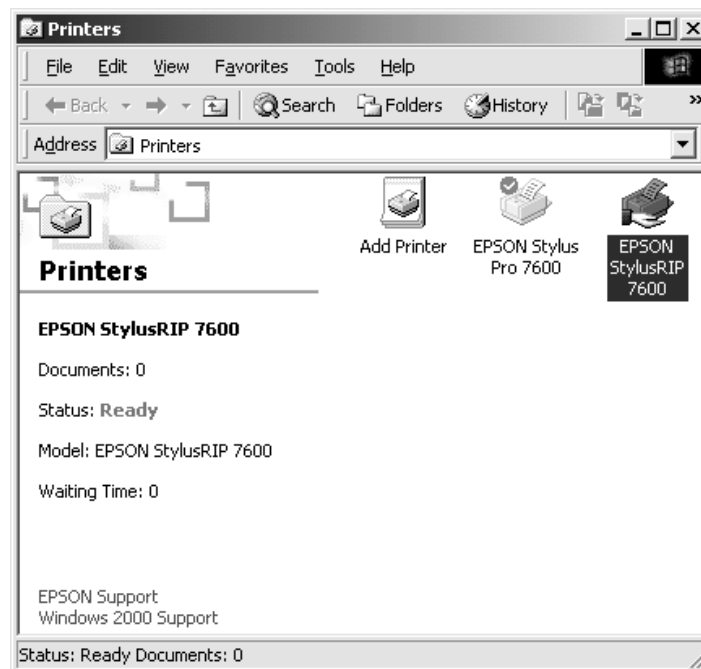 Printers
File Edit View Favorites Tools Help
Back Search Folders History »
Address Printers
Printers
EPSON StylusRIP 7600
Documents: 0
Status: Ready
Model: EPSON StylusRIP 7600
Waiting Time: 0
EPSON Support
Windows 2000 Support
Add Printer
EPSON Stylus
Pro 7600
EPSON
StylusRIP
7600
Status: Ready Documents: 0